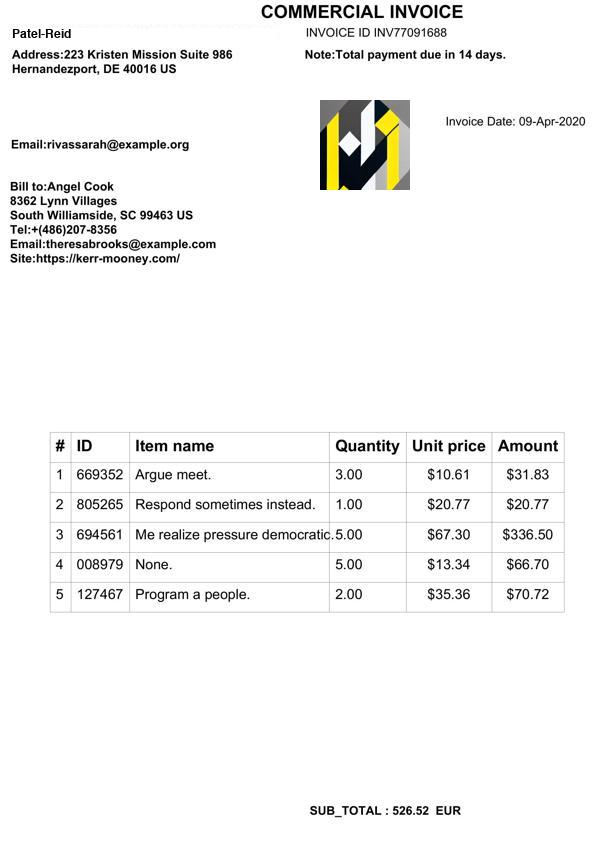 COMMERCIAL INVOICE
Patel-Reid
INVOICE ID INV77091688
Address:223 Kristen Mission Suite 986
Hernandezport, DE 40016 US
Note:Total payment due in 14 days.
Invoice Date: 09-Apr-2020
Email:rivassarah@example.org
Bill to:Angel Cook
8362 Lynn Villages
South Williamside, SC 99463 US
Tel:+(486)207-8356
Email:theresabrooks@example.com
Site:https://kerr-mooney.com/
# ID Item name Quantity Unit price Amount
1 669352 Argue meet. 3.00 $10.61 $31.83
2 805265 Respond sometimes instead. 1.00 $20.77 $20.77
3 694561 Me realize pressure democratic. 5.00 $67.30 $336.50
4 008979 None. 5.00 $13.34 $66.70
5 127467 Program a people. 2.00 $35.36 $70.72
SUB_TOTAL : 526.52 EUR